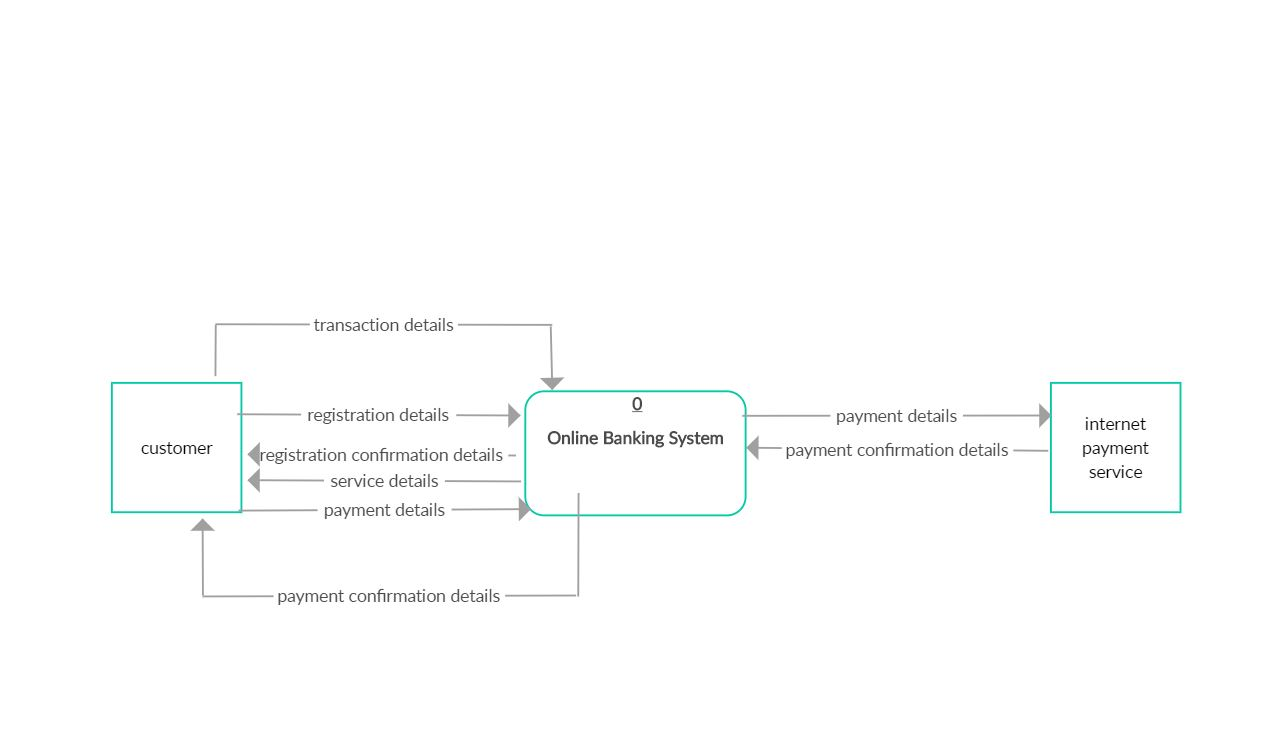 transaction details
0
registration details
payment details
internet
Online Banking System
customer
payment
registration confirmation details
payment confirmation details
service
service details
payment details
payment confirmation details